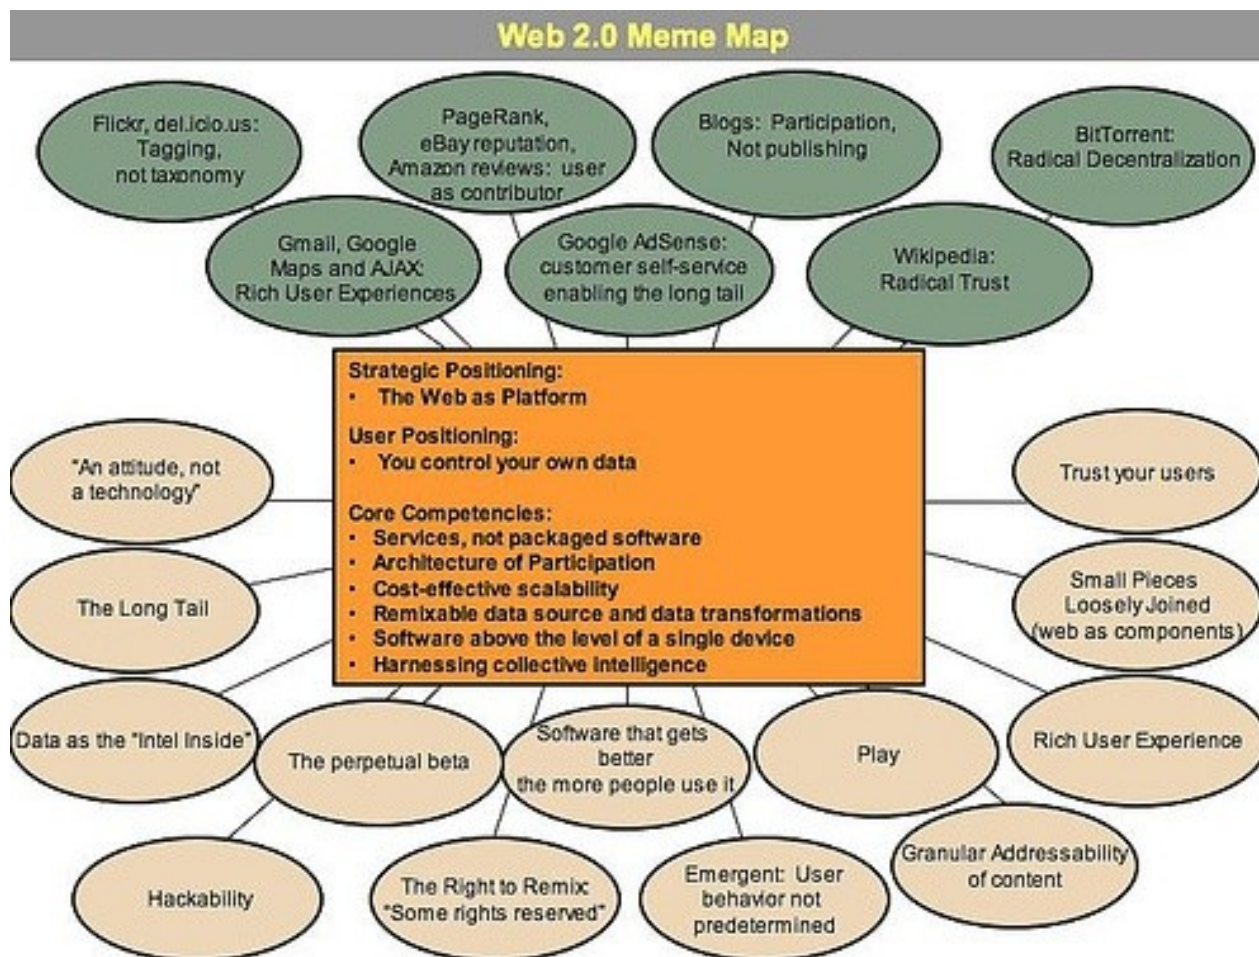 Web 2.0 Meme Map
Flickr, del.icio.us:
Tagging,
not taxonomy
PageRank,
eBay reputation,
Amazon reviews: user
as contributor
Blogs: Participation,
Not publishing
BitTorrent:
Radical Decentralization
Gmail, Google
Maps and AJAX:
Rich User Experiences
Google AdSense:
customer self-service
enabling the long tail
Wikipedia:
Radical Trust
Strategic Positioning:
• The Web as Platform
User Positioning:
• You control your own data
Core Competencies:
• Services, not packaged software
• Architecture of Participation
• Cost-effective scalability
• Remixable data source and data transformations
• Software above the level of a single device
• Harnessing collective intelligence
"An attitude, not
a technology"
Trust your users
The Long Tail
Small Pieces
Loosely Joined
(web as components)
Data as the "Intel Inside"
The perpetual beta
Software that gets
better
the more people use it
Play
Rich User Experience
Hackability
The Right to Remix:
"Some rights reserved"
Emergent: User
behavior not
predetermined
Granular Addressability
of content